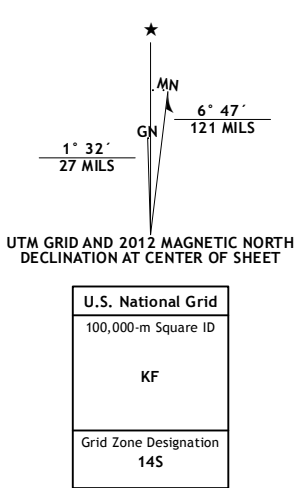 ★
MN
GN
6° 47´
121 MILS
1° 32´
27 MILS
UTM GRID AND 2012 MAGNETIC NORTH
DECLINATION AT CENTER OF SHEET
U.S. National Grid
100,000-m Square ID
KF
Grid Zone Designation
14S